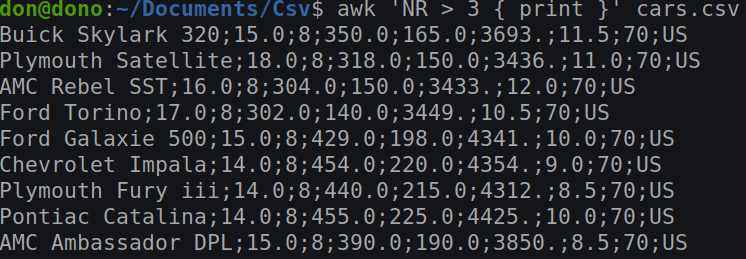 don@dono:~/Documents/Csv$ awk 'NR > 3 { print }' cars.csv
Buick Skylark 320;15.0;8;350.0;165.0;3693.;11.5;70;US
Plymouth Satellite;18.0;8;318.0;150.0;3436.;11.0;70;US
AMC Rebel SST;16.0;8;304.0;150.0;3433.;12.0;70;US
Ford Torino;17.0;8;302.0;140.0;3449.;10.5;70;US
Ford Galaxie 500;15.0;8;429.0;198.0;4341.;10.0;70;US
Chevrolet Impala;14.0;8;454.0;220.0;4354.;9.0;70;US
Plymouth Fury iii;14.0;8;440.0;215.0;4312.;8.5;70;US
Pontiac Catalina;14.0;8;455.0;225.0;4425.;10.0;70;US
AMC Ambassador DPL;15.0;8;390.0;190.0;3850.;8.5;70;US